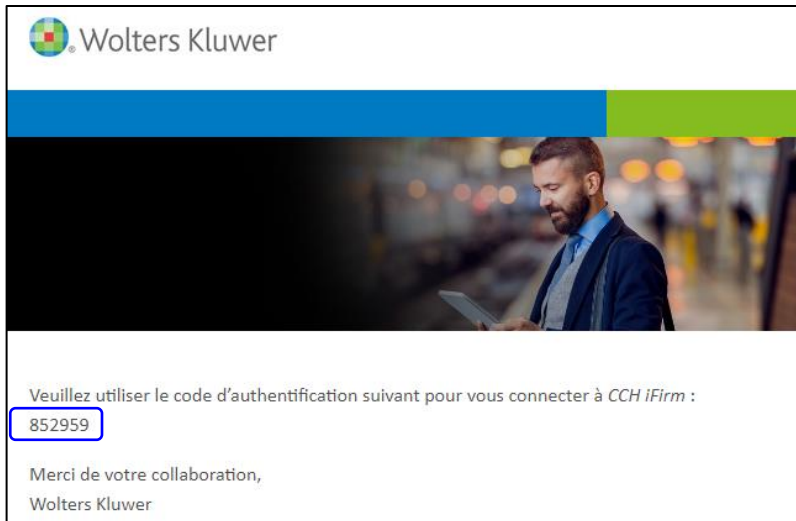 Wolters Kluwer
Veuillez utiliser le code d’authentification suivant pour vous connecter à CCH iFirm :
852959
Merci de votre collaboration,
Wolters Kluwer